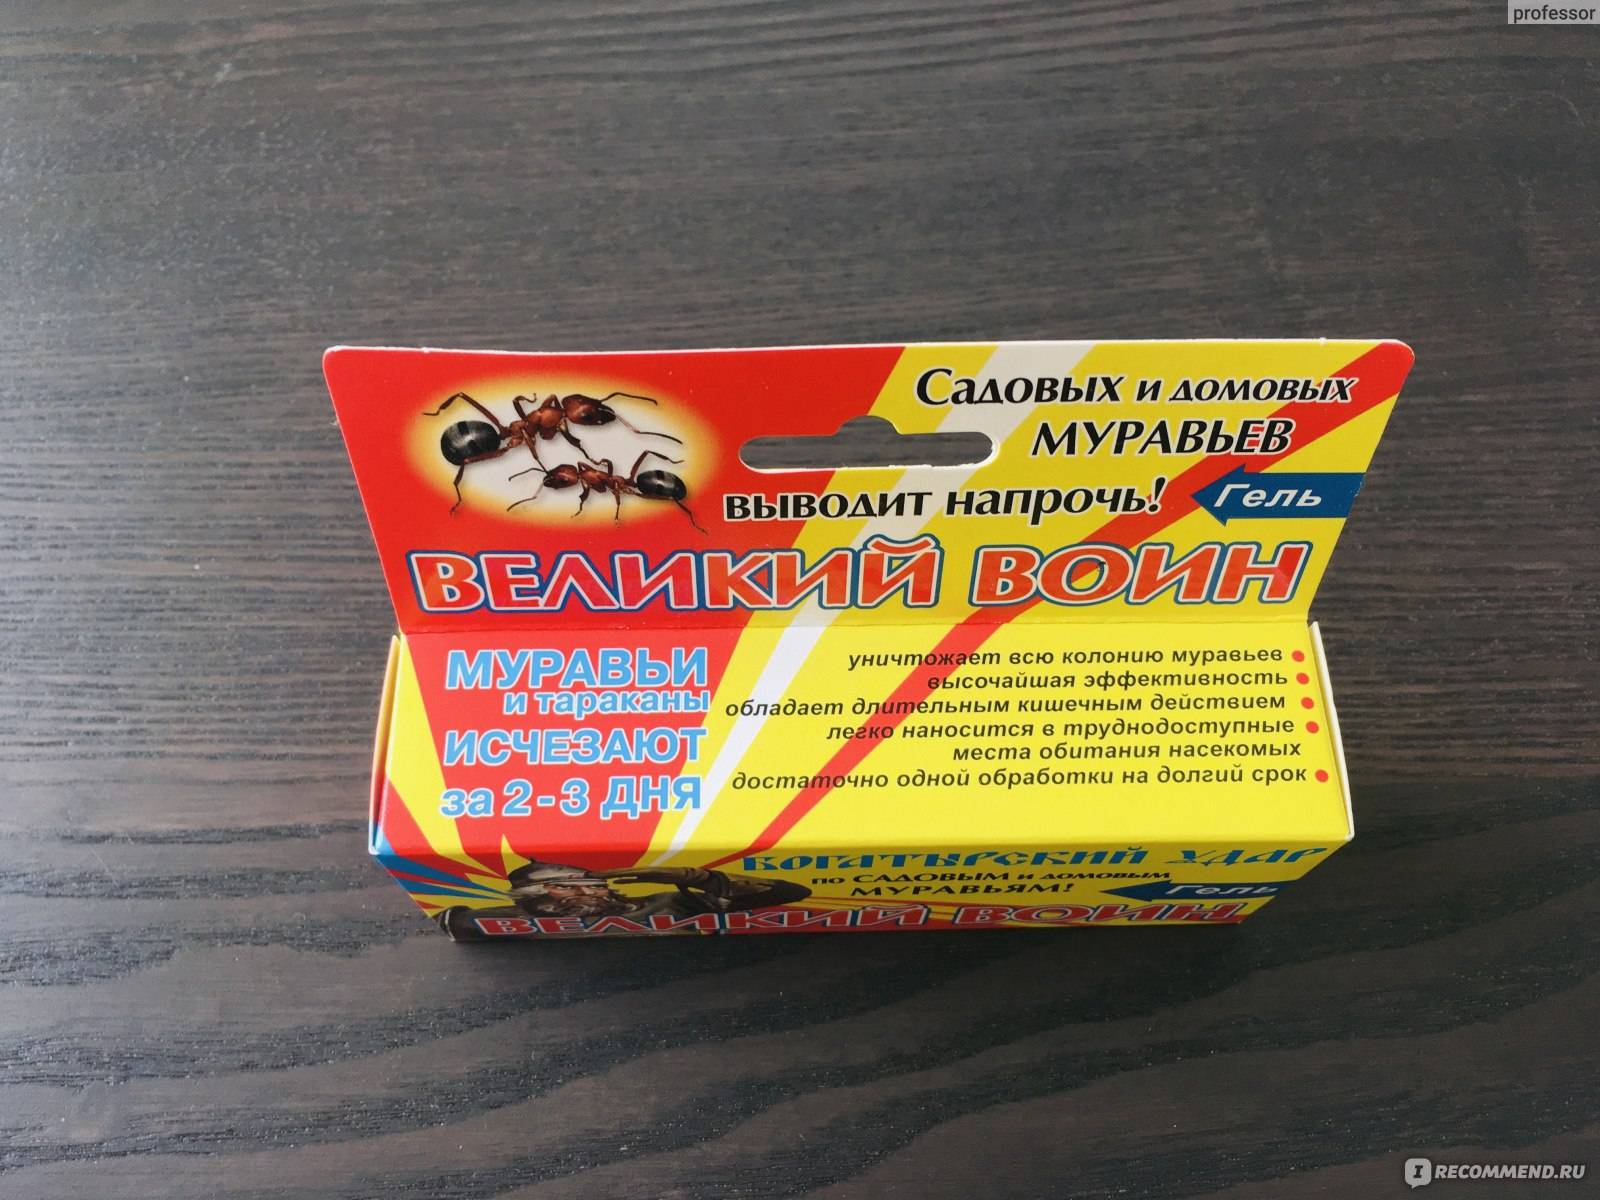 professor
Садовых и домовых
МУРАВЬЕВ
выводит напрочь!
Гель
ВЕЛИКИЙ ВОИН
МУРАВЬИ
и тараканы
ИСЧЕЗАЮТ
за 2-3 ДНЯ
уничтожает всю колонию муравьев
высочайшая эффективность
обладает длительным кишечным действием
легко наносится в труднодоступные
места обитания насекомых
достаточно одной обработки на долгий срок
БОГАТЫРСКИЙ УДАР
по САДОВЫМ и домовым
МУРАВЬЯМ!
Гель
ВЕЛИКИЙ ВОИН
IRECOMMEND.RU